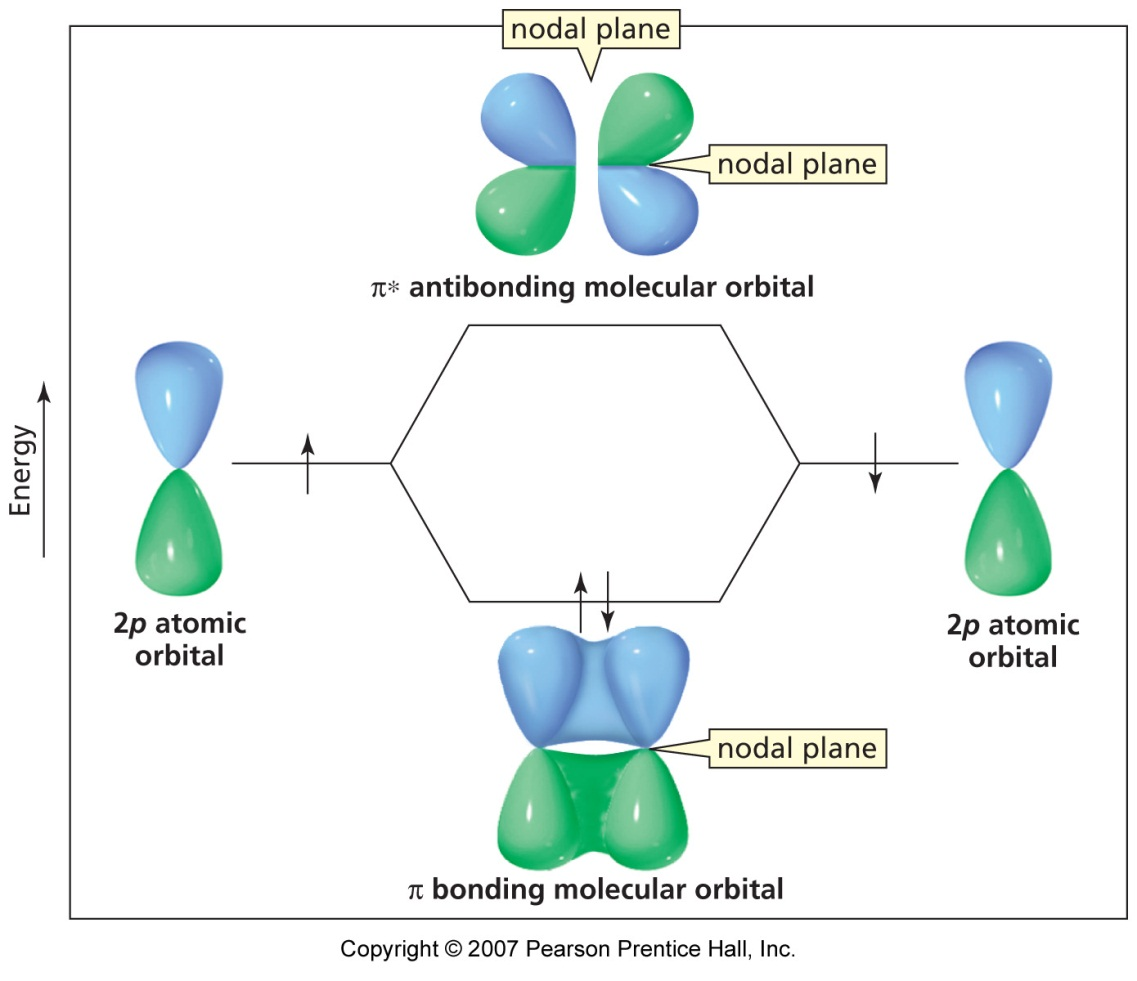 nodal plane
nodal plane
π* antibonding molecular orbital
Energy
2p atomic
orbital
2p atomic
orbital
nodal plane
π bonding molecular orbital
Copyright © 2007 Pearson Prentice Hall, Inc.